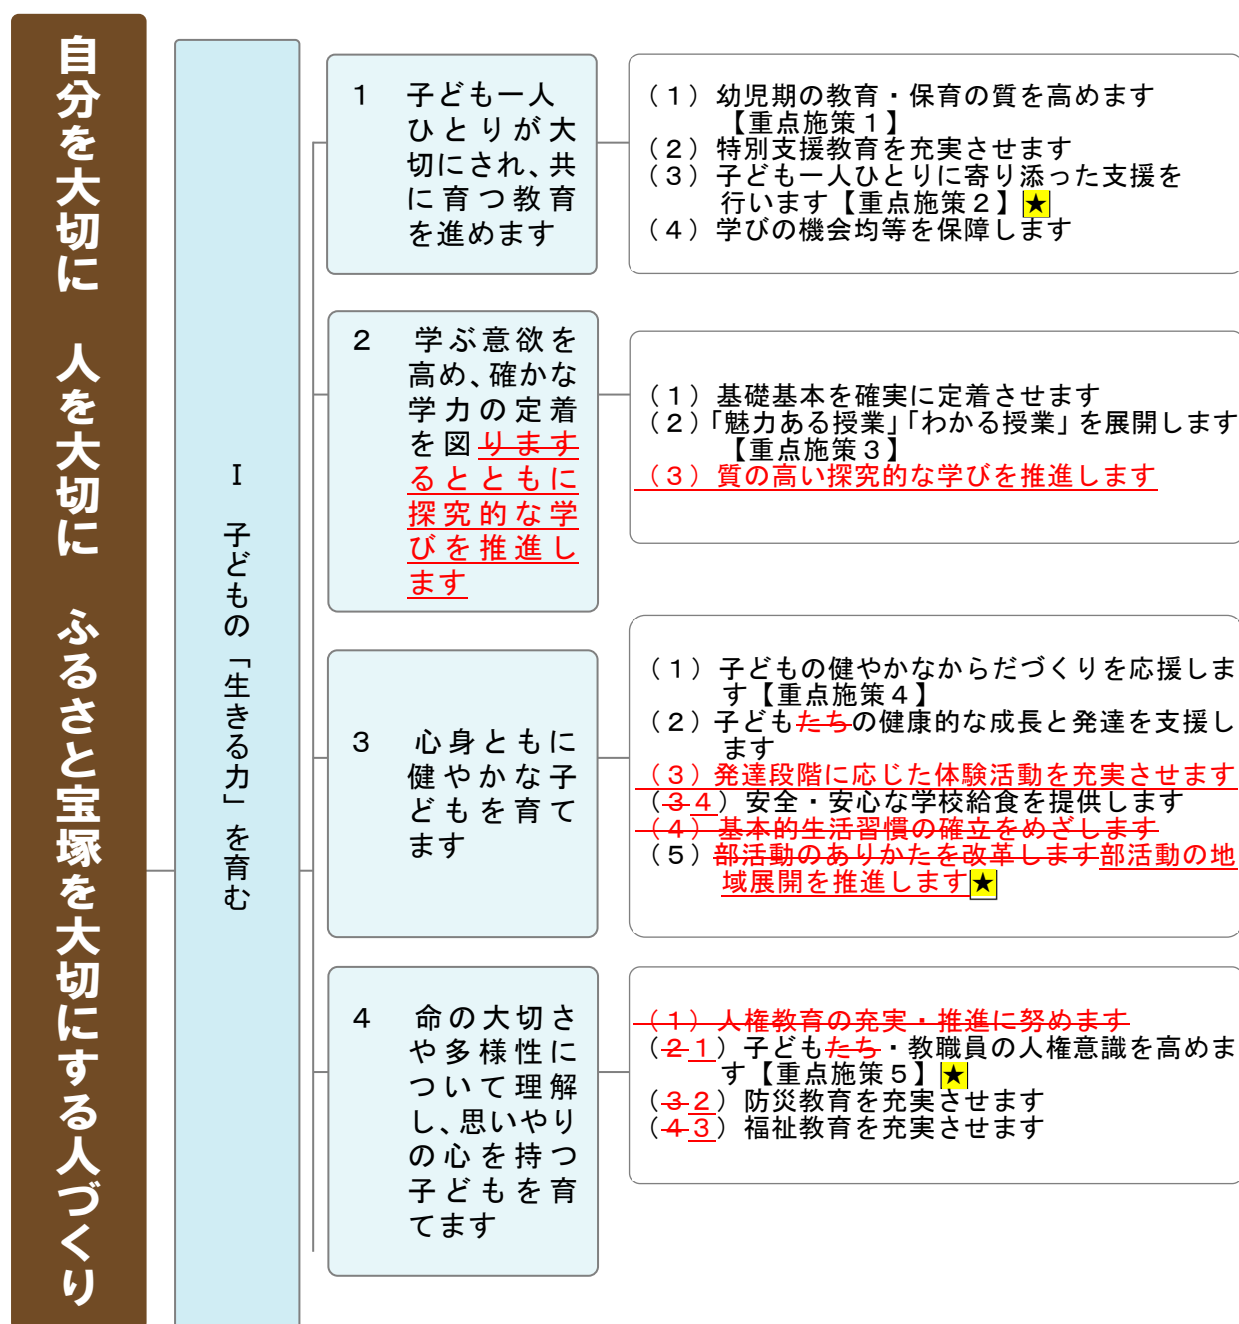 自分を大切に　人を大切に　ふるさと宝塚を大切にする人づくり
Ⅰ　子どもの「生きる力」を育む
１　子ども一人
ひとりが大
切にされ、共
に育つ教育
を進めます
（１）幼児期の教育・保育の質を高めます
【重点施策１】
（２）特別支援教育を充実させます
（３）子ども一人ひとりに寄り添った支援を
行います【重点施策２】★
（４）学びの機会均等を保障します
２　学ぶ意欲を
高め、確かな
学力の定着
を図ります
るとともに
探究的な学
びを推進し
ます
（１）基礎基本を確実に定着させます
（２）「魅力ある授業」「わかる授業」を展開します
【重点施策３】
（３）質の高い探究的な学びを推進します
３　心身ともに
健やかな子
どもを育て
ます
（１）子どもの健やかなからだづくりを応援しま
す【重点施策４】
（２）子どもたちの健康的な成長と発達を支援し
ます
（３）発達段階に応じた体験活動を充実させます
（３４）安全・安心な学校給食を提供します
（４）基本的生活習慣の確立をめざします
（５）部活動のありかたを改革します部活動の地
域展開を推進します★
４　命の大切さ
や多様性に
ついて理解
し、思いやり
の心を持つ
子どもを育
てます
（１）人権教育の充実・推進に努めます
（２１）子どもたち・教職員の人権意識を高めま
す【重点施策５】★
（３２）防災教育を充実させます
（４３）福祉教育を充実させます